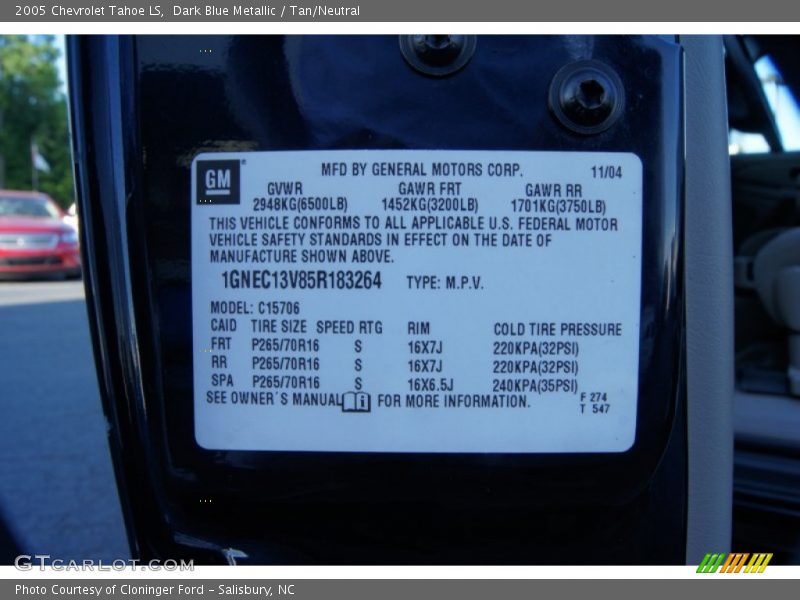 2005 Chevrolet Tahoe LS, Dark Blue Metallic / Tan/Neutral
GM
MFD BY GENERAL MOTORS CORP. 11/04
GVWR GAWR FRT GAWR RR
2948KG(6500LB) 1452KG(3200LB) 1701KG(3750LB)
THIS VEHICLE CONFORMS TO ALL APPLICABLE U.S. FEDERAL MOTOR
VEHICLE SAFETY STANDARDS IN EFFECT ON THE DATE OF
MANUFACTURE SHOWN ABOVE.
1GNEC13V85R183264 TYPE: M.P.V.
MODEL: C15706
CAID TIRE SIZE SPEED RTG RIM COLD TIRE PRESSURE
FRT P265/70R16 S 16X7J 220KPA(32PSI)
RR P265/70R16 S 16X7J 220KPA(32PSI)
SPA P265/70R16 S 16X6.5J 240KPA(35PSI)
SEE OWNER'S MANUAL FOR MORE INFORMATION. F 274
T 547
GTcarlot.com
Photo Courtesy of Cloninger Ford - Salisbury, NC